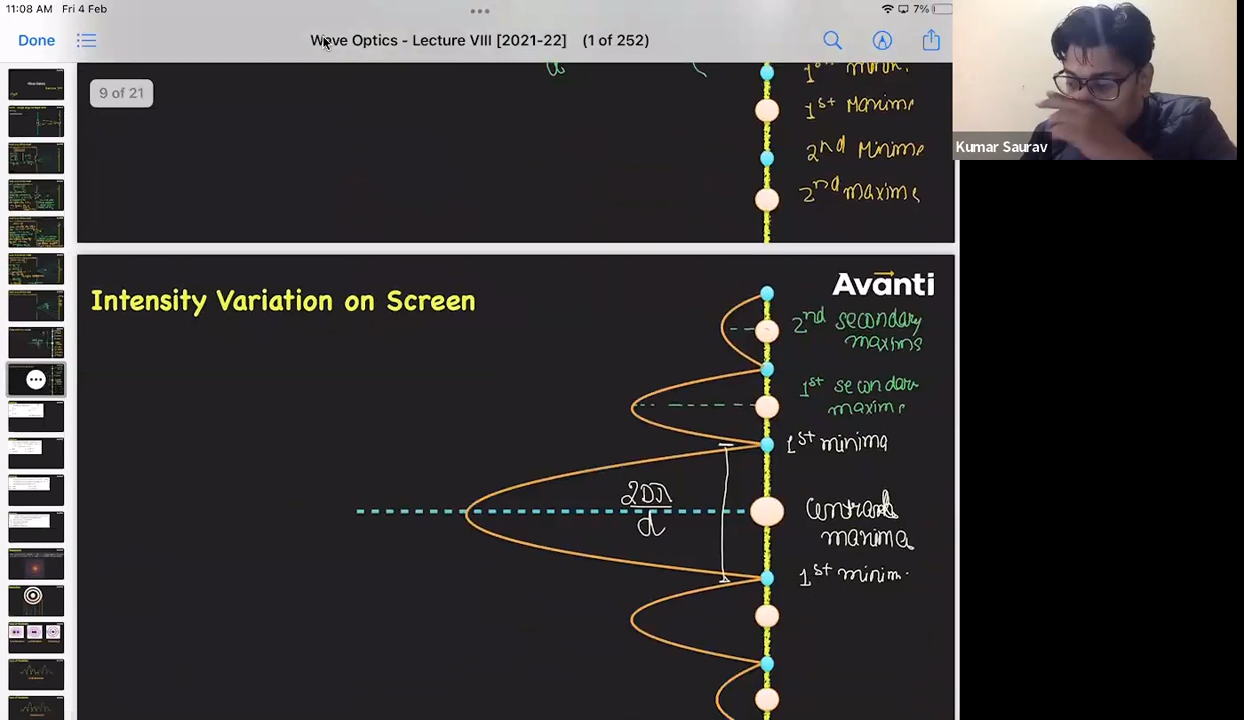 11:08 AM Fri 4 Feb
7%
Done
Wave Optics - Lecture VIII [2021-22] (1 of 252)
9 of 21
1st Maxima
2nd Minima
2nd maxima
Kumar Saurav
Avanti
Intensity Variation on Screen
2nd secondary
maxima
1st secondar
maxima
1st minima
2Dλ
d
central
maxima
1st minim